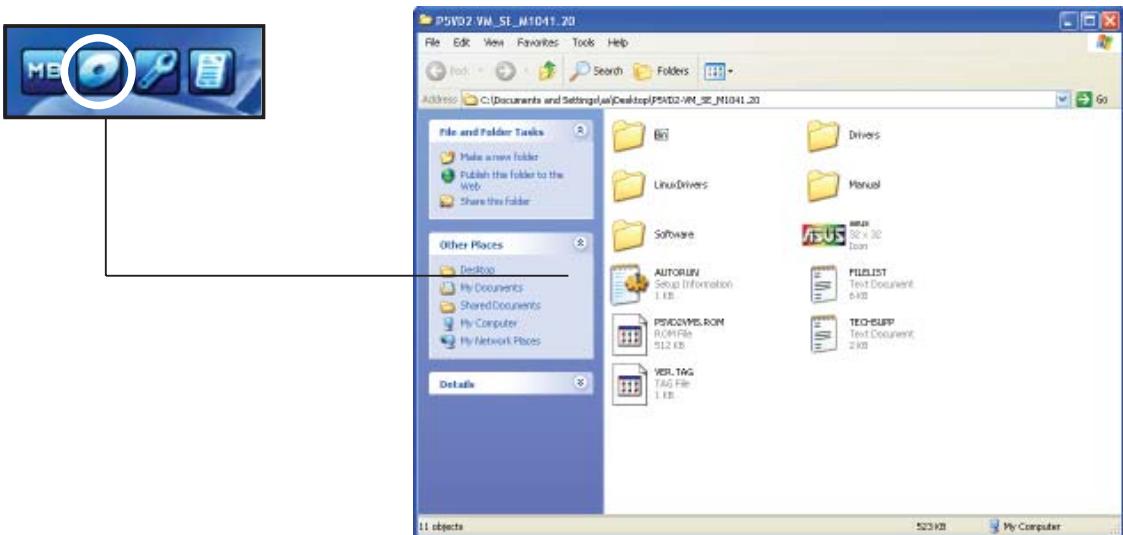 MB
P5VD2-VM_SE_M1041.20
File Edit View Favorites Tools Help
Back Search Folders
Address C:\Documents and Settings\aa\Desktop\P5VD2-VM_SE_M1041.20 Go
File and Folder Tasks
Make a new folder
Publish this folder to the
Web
Share this folder
Other Places
Desktop
My Documents
Shared Documents
My Computer
My Network Places
Details
Bin
Drivers
LinuxDrivers
Manual
Software
ASUS
asus
32 x 32
Icon
AUTORUN
Setup Information
1 KB
FILELIST
Text Document
6 KB
P5VD2VMS.ROM
ROM File
512 KB
TECHSUPP
Text Document
2 KB
VER.TAG
TAG File
1 KB
11 objects 523 KB My Computer